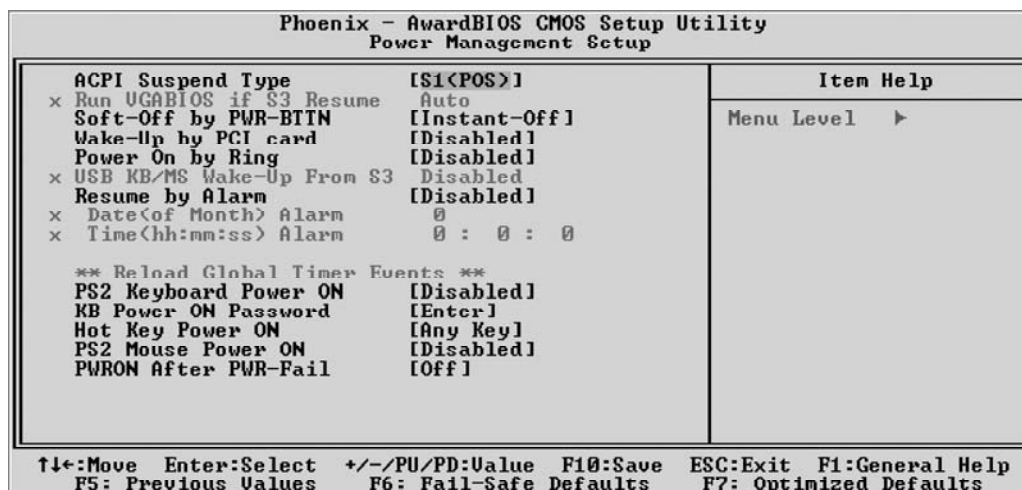 Phoenix - AwardBIOS CMOS Setup Utility
Power Management Setup
ACPI Suspend Type [S1(POS)]
x Run VGABIOS if S3 Resume Auto
Soft-Off by PWR-BTTN [Instant-Off]
Wake-Up by PCI card [Disabled]
Power On by Ring [Disabled]
x USB KB/MS Wake-Up From S3 Disabled
Resume by Alarm [Disabled]
x Date(of Month) Alarm 0
x Time(hh:mm:ss) Alarm 0 : 0 : 0
** Reload Global Timer Events **
PS2 Keyboard Power ON [Disabled]
KB Power ON Password [Enter]
Hot Key Power ON [Any Key]
PS2 Mouse Power ON [Disabled]
PWRON After PWR-Fail [Off]
Item Help
Menu Level ►
↑↓←:Move Enter:Select +/-/PU/PD:Value F10:Save ESC:Exit F1:General Help
F5: Previous Values F6: Fail-Safe Defaults F7: Optimized Defaults